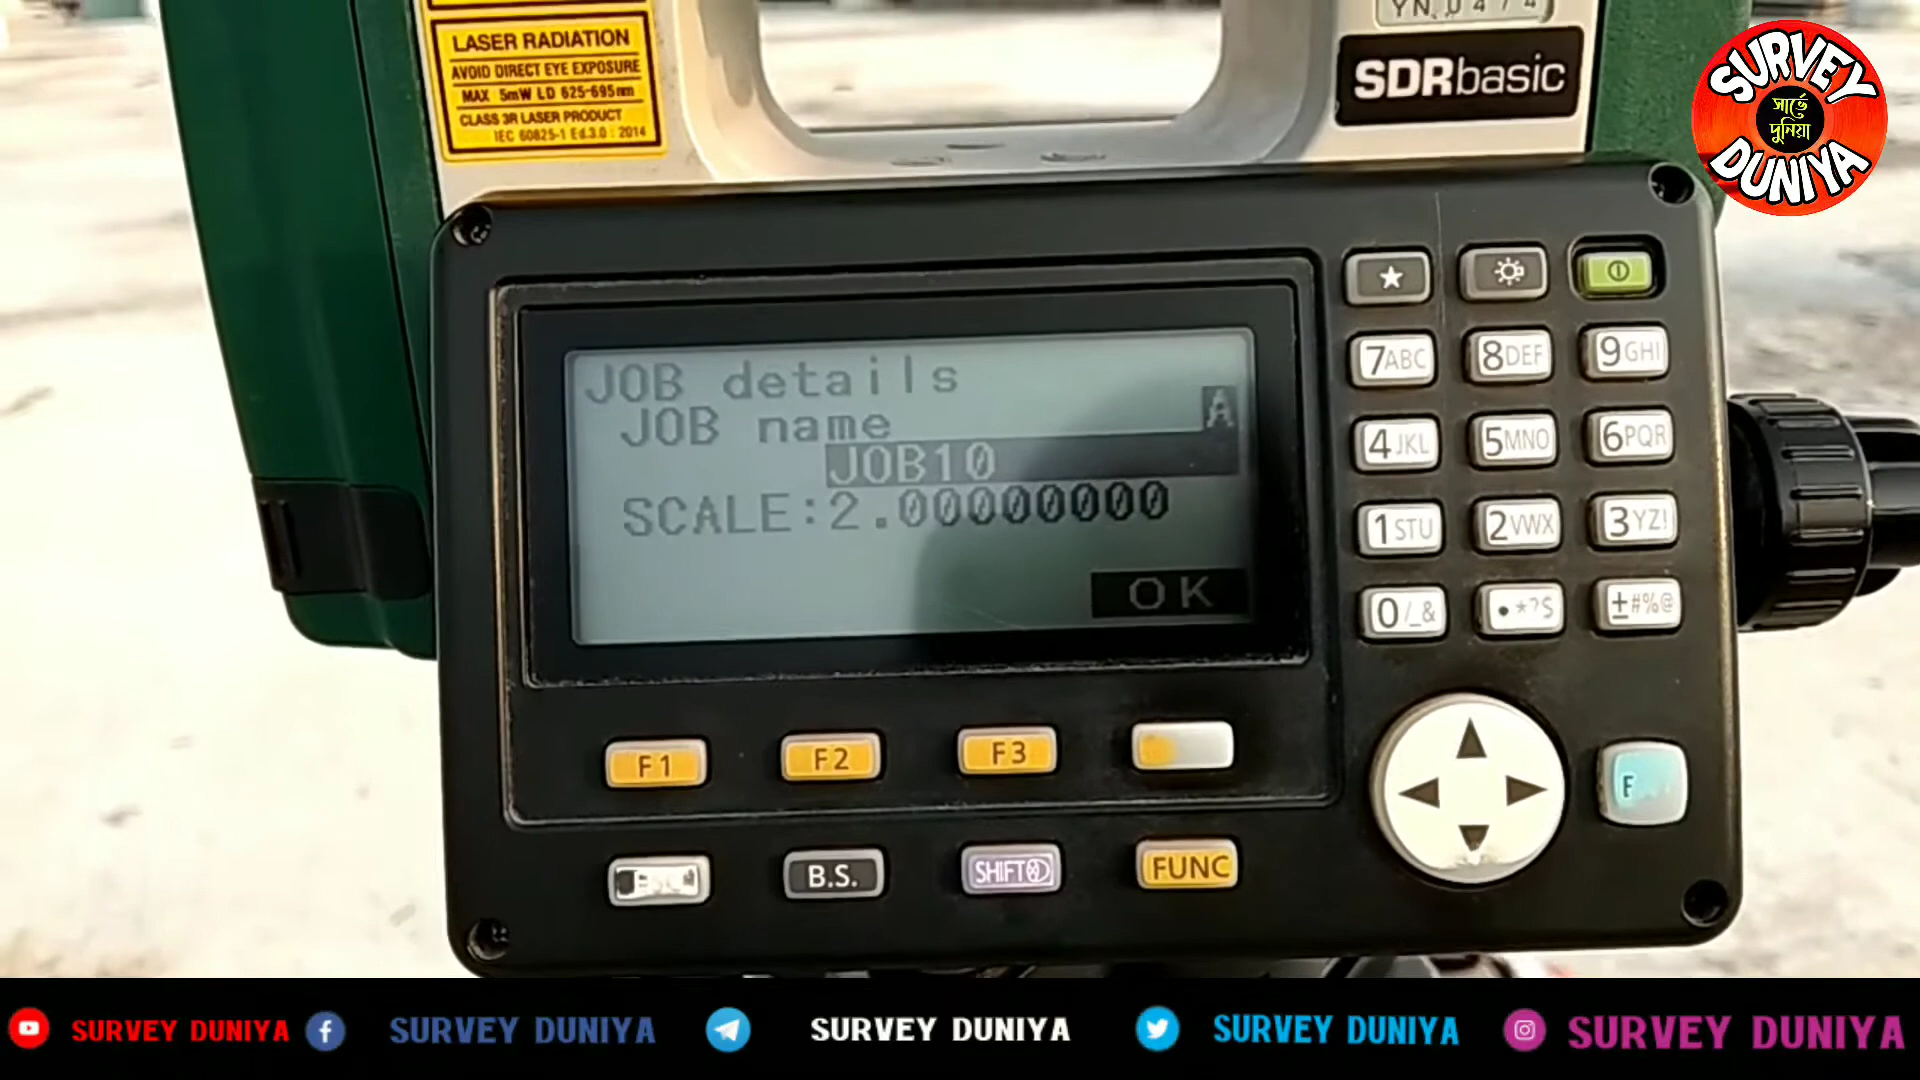 LASER RADIATION
AVOID DIRECT EYE EXPOSURE
MAX 5mW LD 625-695nm
CLASS 3R LASER PRODUCT
IEC 60825-1 Ed.3.0 : 2014
SDRbasic
SURVEY
সার্ভে
দুনিয়া
DUNIYA
JOB details
JOB name
A
JOB10
SCALE:2.00000000
OK
7ABC 8DEF 9GHI
4JKL 5MNO 6PQR
1STU 2VWX 3YZ!
0/_& •*?$ ±#%@
F1 F2 F3
B.S. SHIFT FUNC
SURVEY DUNIYA SURVEY DUNIYA SURVEY DUNIYA SURVEY DUNIYA SURVEY DUNIYA